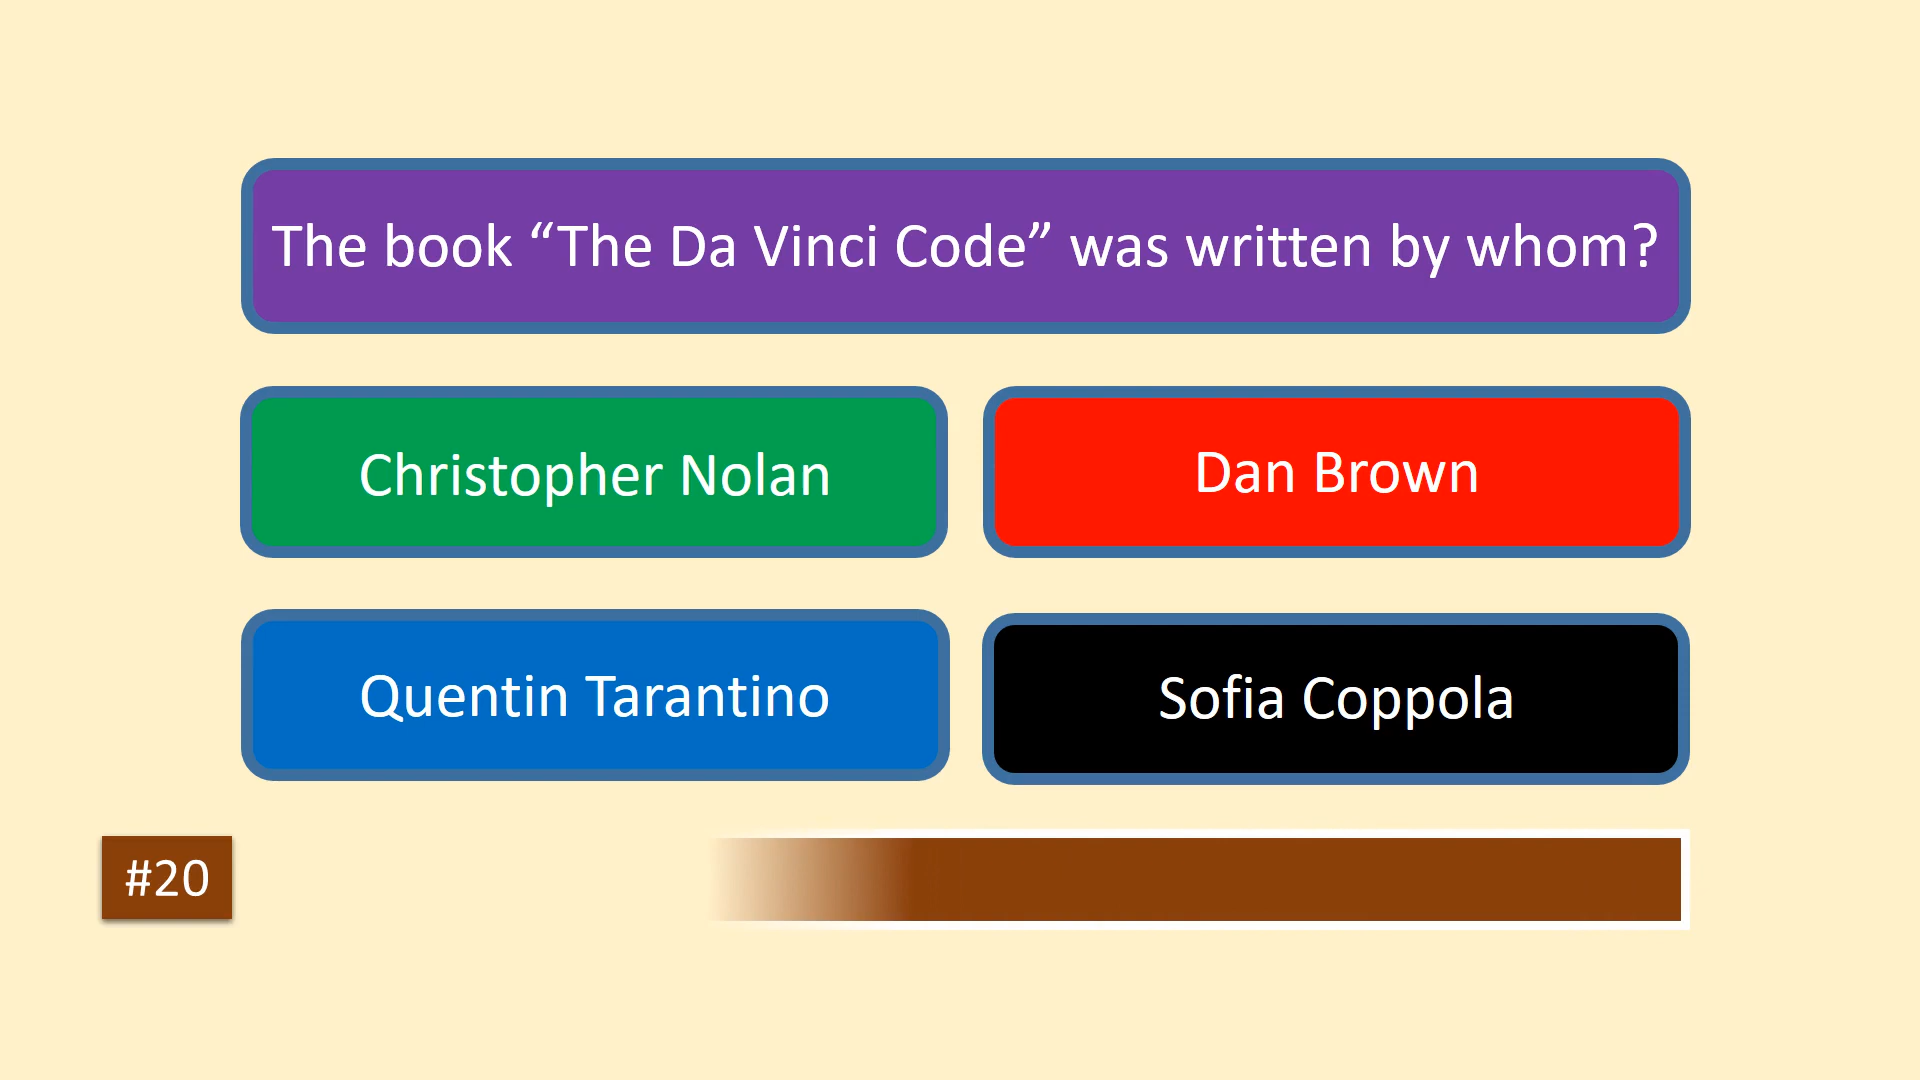 The book “The Da Vinci Code” was written by whom?
Christopher Nolan
Dan Brown
Quentin Tarantino
Sofia Coppola
#20